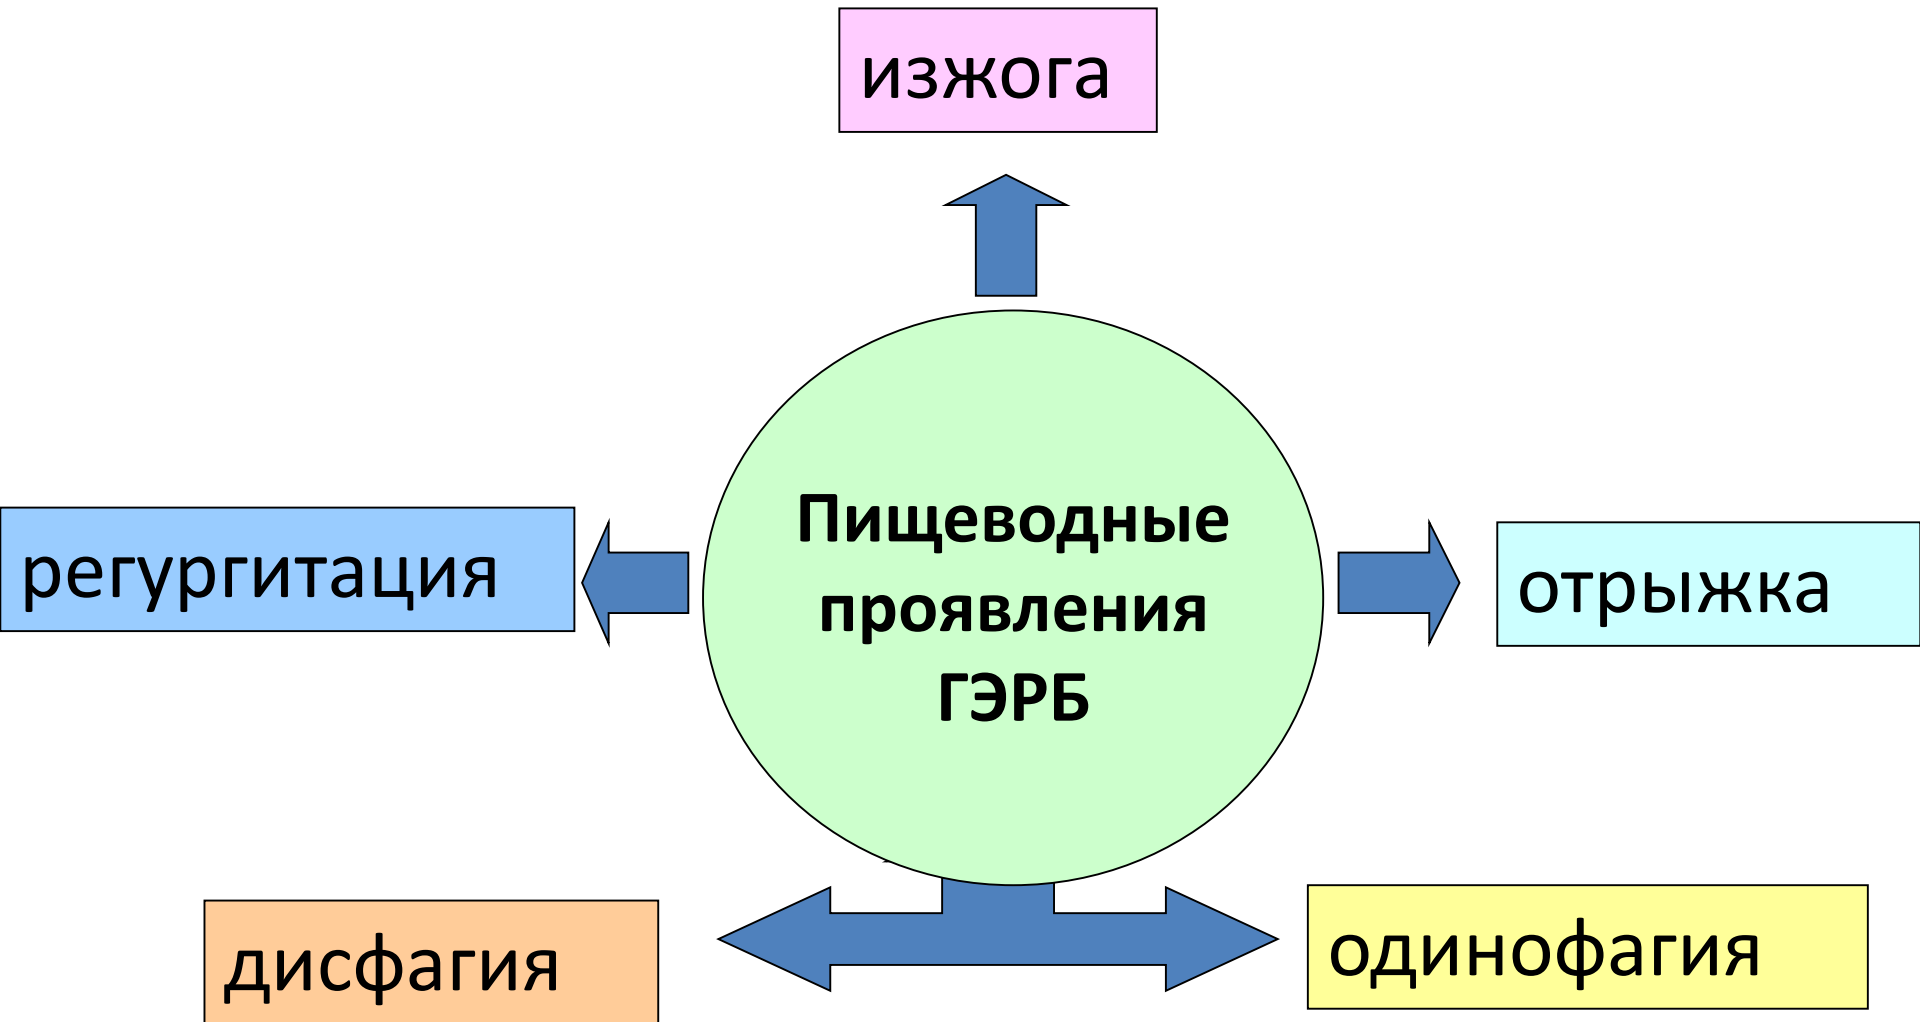 изжога
Пищеводные
проявления
ГЭРБ
регургитация
отрыжка
дисфагия
одинофагия